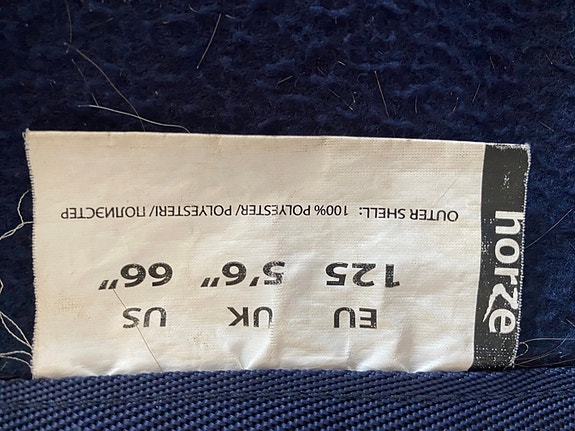 horze
EU UK US
125 5'6" 66"
OUTER SHELL: 100% POLYESTER/ POLYESTERI/ ПОЛИЭСТЕР